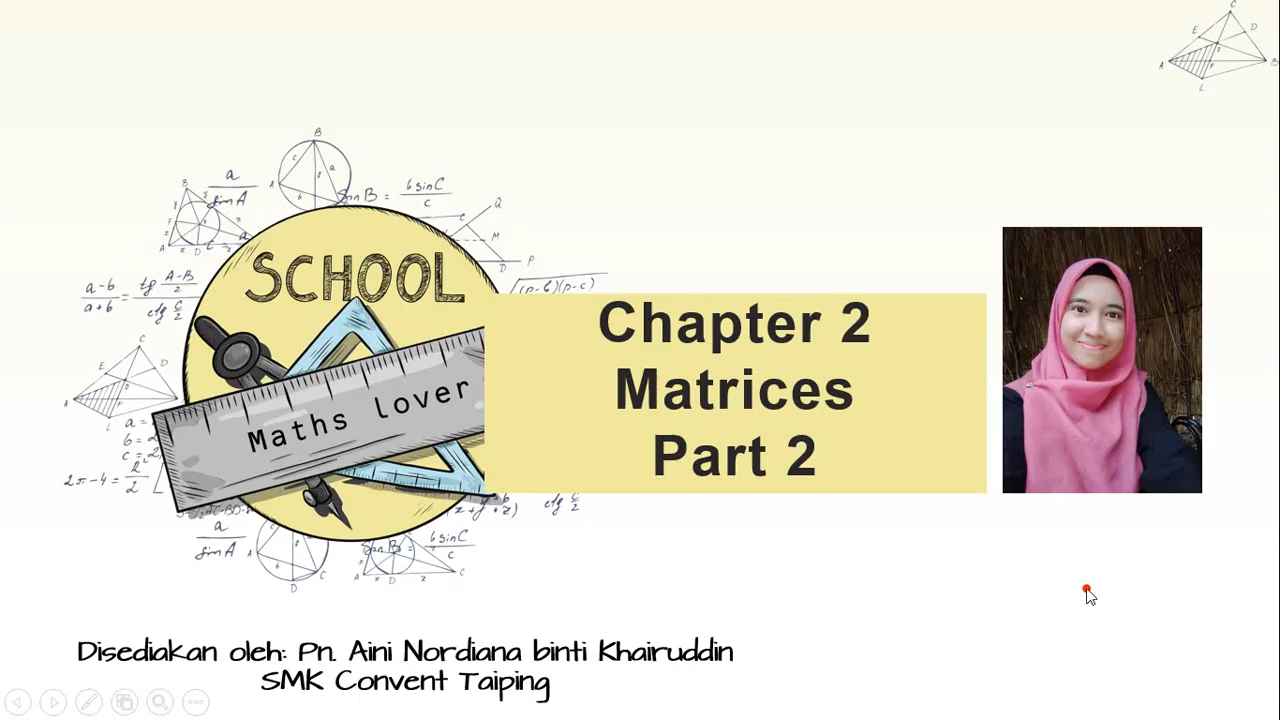 SCHOOL
Maths Lover
Chapter 2
Matrices
Part 2
Disediakan oleh: Pn. Aini Nordiana binti Khairuddin
SMK Convent Taiping